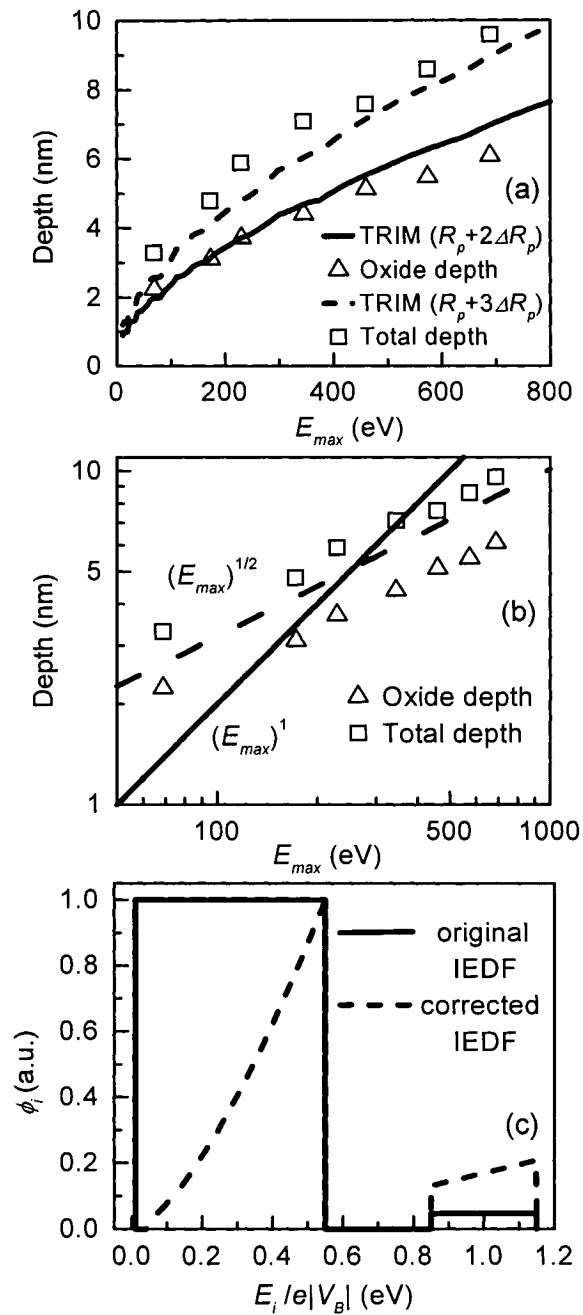 10
8
6
4
2
0
Depth (nm)
(a)
TRIM (R_p+2ΔR_p)
Oxide depth
TRIM (R_p+3ΔR_p)
Total depth
0 200 400 600 800
E_max (eV)
10
5
1
Depth (nm)
(E_max)^1/2
(b)
Oxide depth
Total depth
(E_max)^1
100 500 1000
E_max (eV)
1.0
0.8
0.6
0.4
0.2
0.0
ϕ_i (a.u.)
original
IEDF
corrected
IEDF
(c)
0.0 0.2 0.4 0.6 0.8 1.0 1.2
E_i /e|V_B| (eV)